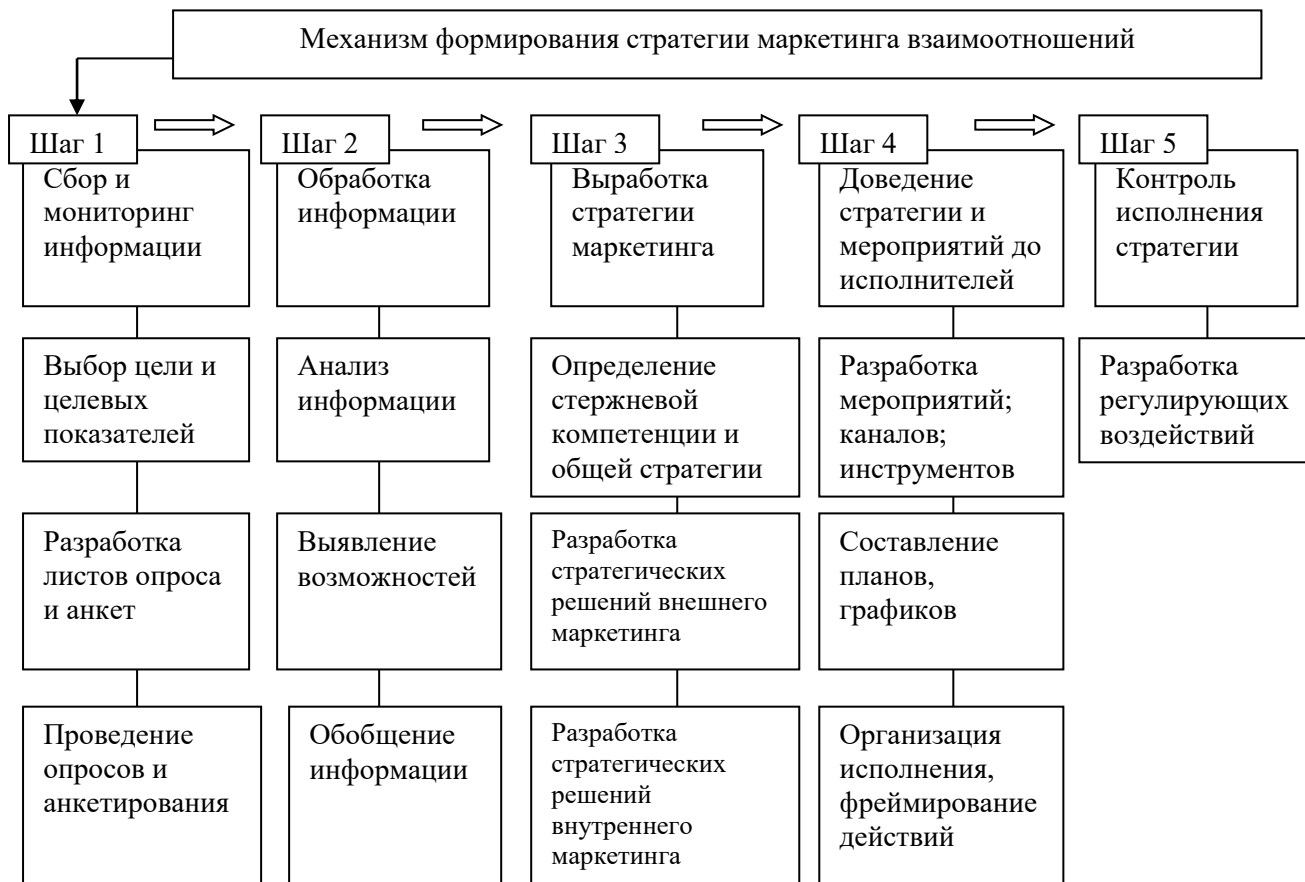 Механизм формирования стратегии маркетинга взаимоотношений
Шаг 1
Сбор и
мониторинг
информации
Выбор цели и
целевых
показателей
Разработка
листов опроса
и анкет
Проведение
опросов и
анкетирования
Шаг 2
Обработка
информации
Анализ
информации
Выявление
возможностей
Обобщение
информации
Шаг 3
Выработка
стратегии
маркетинга
Определение
стержневой
компетенции и
общей стратегии
Разработка
стратегических
решений внешнего
маркетинга
Разработка
стратегических
решений
внутреннего
маркетинга
Шаг 4
Доведение
стратегии и
мероприятий до
исполнителей
Разработка
мероприятий;
каналов;
инструментов
Составление
планов,
графиков
Организация
исполнения,
фреймирование
действий
Шаг 5
Контроль
исполнения
стратегии
Разработка
регулирующих
воздействий